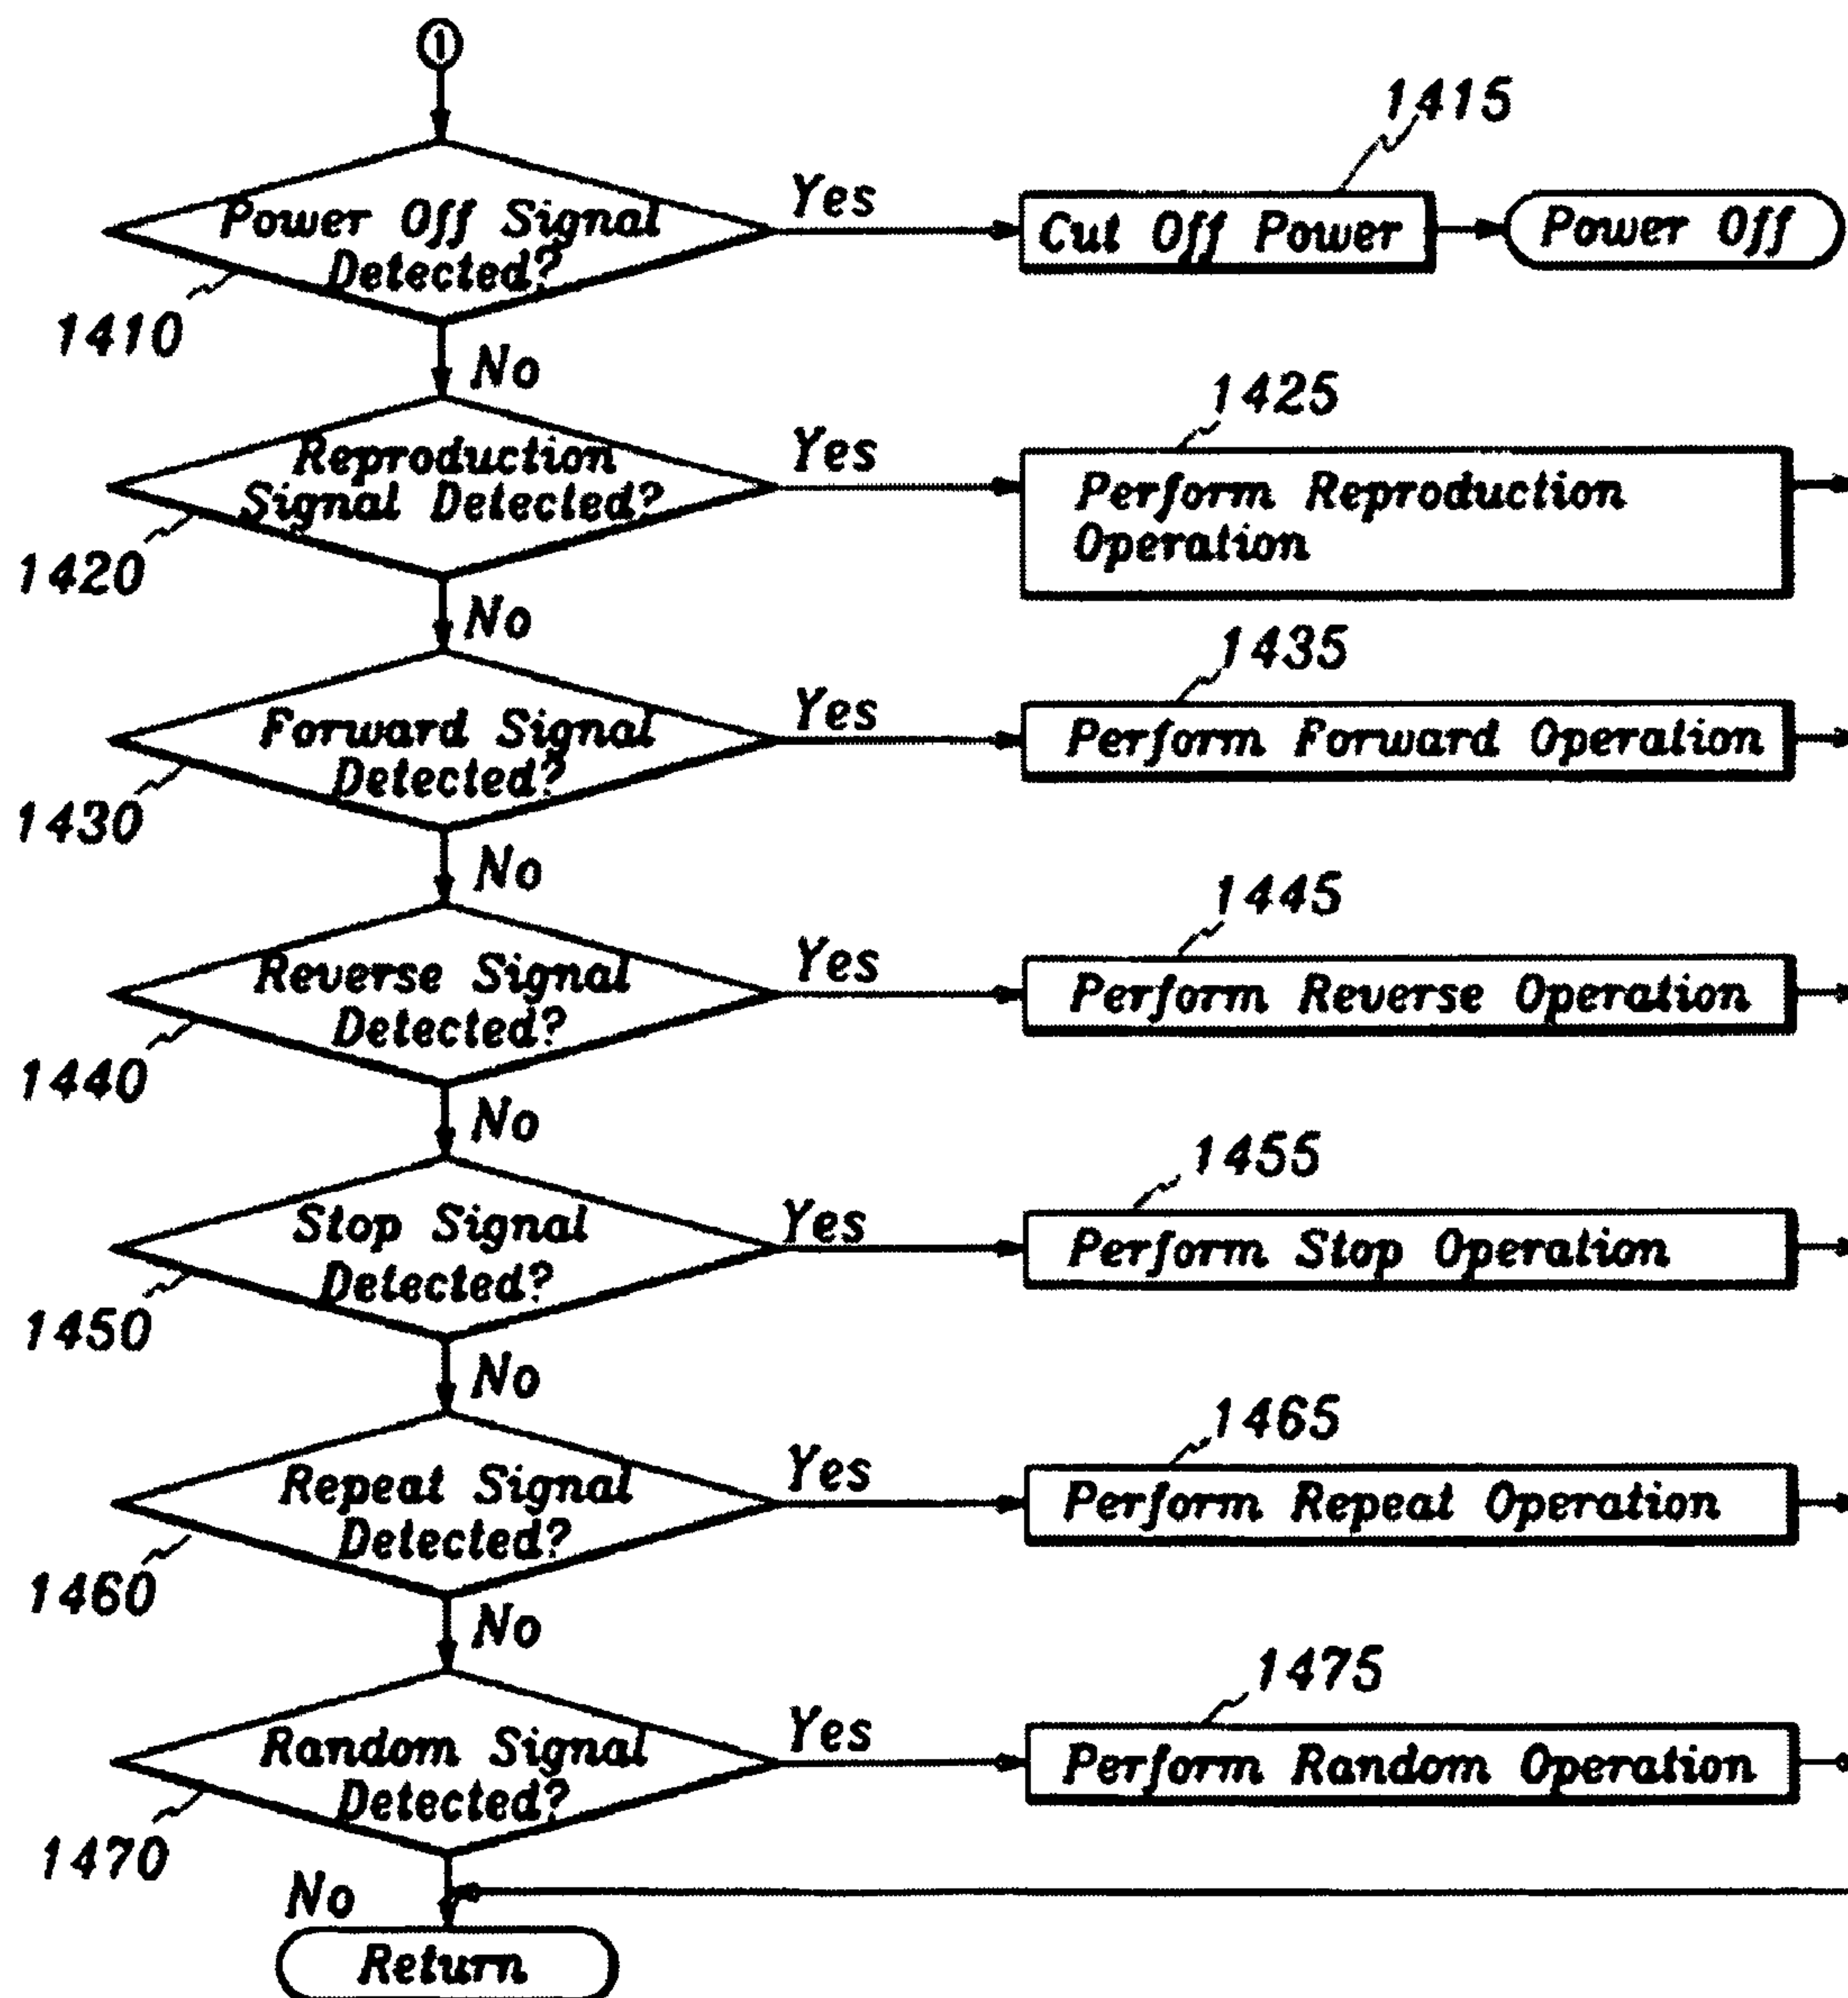 1
1415
Power Off Signal
Detected?
Yes
Cut Off Power
Power Off
1410
No
1425
Reproduction
Signal Detected?
Yes
Perform Reproduction
Operation
1420
No
1435
Forward Signal
Detected?
Yes
Perform Forward Operation
1430
No
1445
Reverse Signal
Detected?
Yes
Perform Reverse Operation
1440
No
1455
Stop Signal
Detected?
Yes
Perform Stop Operation
1450
No
1465
Repeat Signal
Detected?
Yes
Perform Repeat Operation
1460
No
1475
Random Signal
Detected?
Yes
Perform Random Operation
1470
No
Return